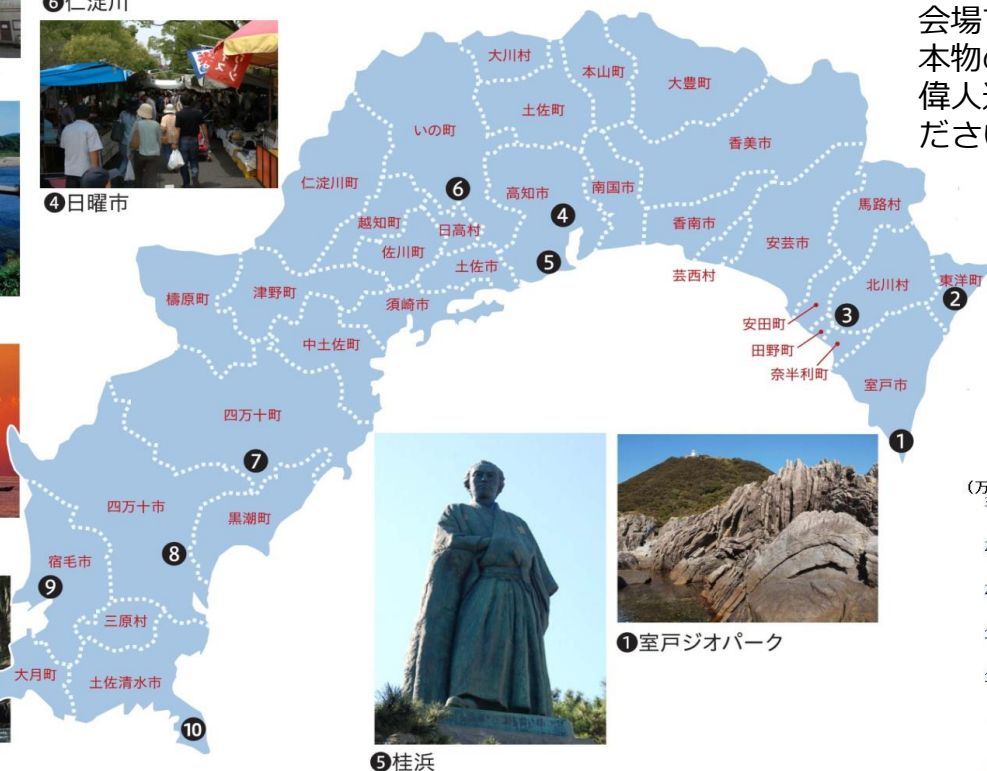 ❻仁淀川
会場
本物の
偉人
ださい
❹日曜市
大川村
本山町
大豊町
土佐町
いの町
香美市
仁淀川町
❻
高知市
南国市
❹
越知町
日高村
香南市
馬路村
佐川町
土佐市
❺
安芸市
芸西村
北川村
東洋町
❷
檮原町
津野町
須崎市
安田町
❸
中土佐町
田野町
奈半利町
室戸市
四万十町
❶
❼
四万十市
黒潮町
❽
宿毛市
❾
三原村
大月町
土佐清水市
❿
❶室戸ジオパーク
❺桂浜
(万